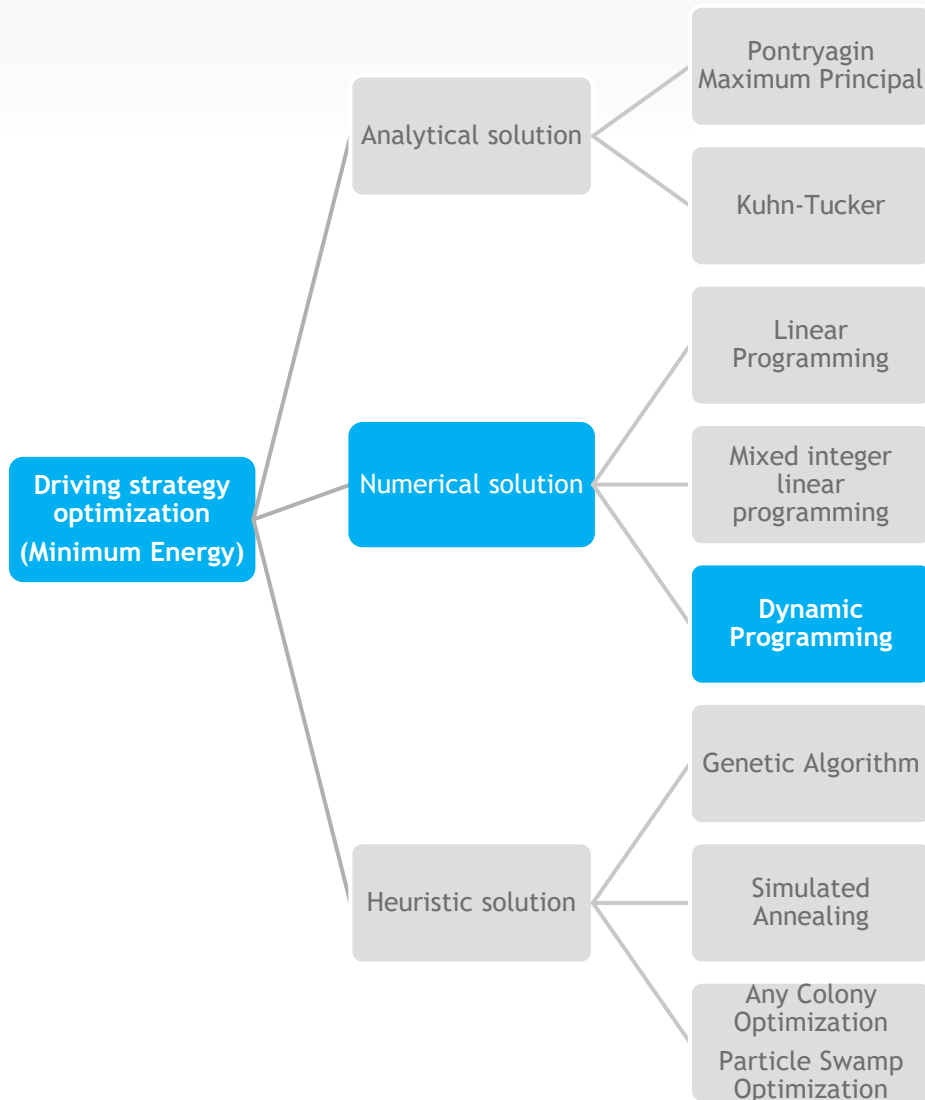 Driving strategy
optimization
(Minimum Energy)
Analytical solution
Pontryagin
Maximum Principal
Kuhn-Tucker
Numerical solution
Linear
Programming
Mixed integer
linear
programming
Dynamic
Programming
Heuristic solution
Genetic Algorithm
Simulated
Annealing
Any Colony
Optimization
Particle Swamp
Optimization